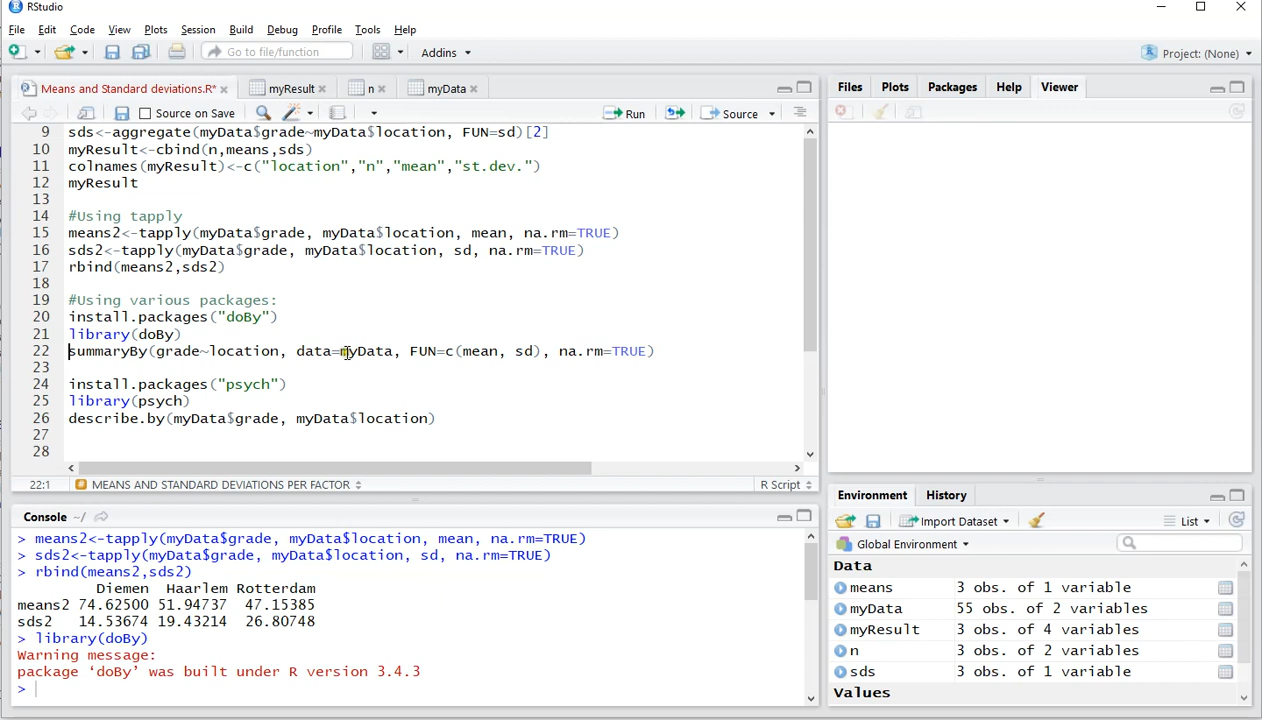 RStudio
File Edit Code View Plots Session Build Debug Profile Tools Help
Go to file/function Addins Project: (None)
Means and Standard deviations.R* myResult n myData
Source on Save Run Source
9 sds<-aggregate(myData$grade~myData$location, FUN=sd)[2]
10 myResult<-cbind(n,means,sds)
11 colnames(myResult)<-c("location","n","mean","st.dev.")
12 myResult
13
14 #Using tapply
15 means2<-tapply(myData$grade, myData$location, mean, na.rm=TRUE)
16 sds2<-tapply(myData$grade, myData$location, sd, na.rm=TRUE)
17 rbind(means2,sds2)
18
19 #Using various packages:
20 install.packages("doBy")
21 library(doBy)
22 summaryBy(grade~location, data=myData, FUN=c(mean, sd), na.rm=TRUE)
23
24 install.packages("psych")
25 library(psych)
26 describe.by(myData$grade, myData$location)
27
28
22:1 MEANS AND STANDARD DEVIATIONS PER FACTOR R Script
Console ~/
> means2<-tapply(myData$grade, myData$location, mean, na.rm=TRUE)
> sds2<-tapply(myData$grade, myData$location, sd, na.rm=TRUE)
> rbind(means2,sds2)
Diemen Haarlem Rotterdam
means2 74.62500 51.94737 47.15385
sds2 14.53674 19.43214 26.80748
> library(doBy)
Warning message:
package ‘doBy’ was built under R version 3.4.3
>
Files Plots Packages Help Viewer
Environment History
Import Dataset List
Global Environment
Data
means 3 obs. of 1 variable
myData 55 obs. of 2 variables
myResult 3 obs. of 4 variables
n 3 obs. of 2 variables
sds 3 obs. of 1 variable
Values